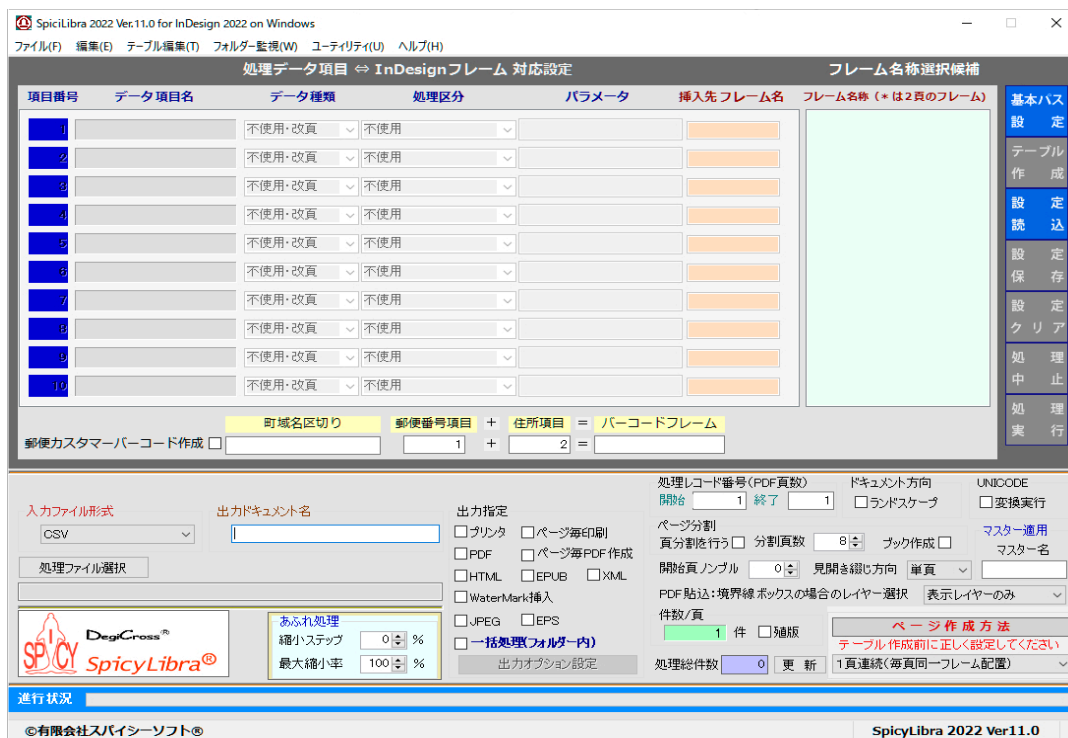 SpiciLibra 2022 Ver.11.0 for InDesign 2022 on Windows
ファイル(F) 編集(E) テーブル編集(T) フォルダー監視(W) ユーティリティ(U) ヘルプ(H)
処理データ項目 ⇔ InDesignフレーム 対応設定 フレーム名称選択候補
項目番号 データ項目名 データ種類 処理区分 パラメータ 挿入先フレーム名 フレーム名称 (* は2頁のフレーム)
1 不使用・改頁 不使用
2 不使用・改頁 不使用
3 不使用・改頁 不使用
4 不使用・改頁 不使用
5 不使用・改頁 不使用
6 不使用・改頁 不使用
7 不使用・改頁 不使用
8 不使用・改頁 不使用
9 不使用・改頁 不使用
10 不使用・改頁 不使用
基本パス
設 定
テーブル
作 成
設 定
読 込
設 定
保 存
設 定
クリア
処 理
中 止
処 理
実 行
町域名区切り 郵便番号項目 + 住所項目 = バーコードフレーム
郵便カスタマーバーコード作成 1 + 2 =
入力ファイル形式
CSV
処理ファイル選択
出力ドキュメント名
出力指定
プリンタ ページ毎印刷
PDF ページ毎PDF作成
HTML EPUB XML
WaterMark挿入
JPEG EPS
一括処理(フォルダー内)
出力オプション設定
処理レコード番号(PDF頁数)
開始 1 終了 1
ドキュメント方向
ランドスケープ
UNICODE
変換実行
ページ分割
頁分割を行う 分割頁数 8 ブック作成
マスター適用
マスター名
開始頁ノンブル 0 見開き綴じ方向 単頁
PDF貼込:境界線ボックスの場合のレイヤー選択 表示レイヤーのみ
件数/頁
1 件 殖版
処理総件数 0 更 新
ページ作成方法
テーブル作成前に正しく設定してください
1頁連続(毎頁同一フレーム配置)
SPiCY
DegiCross®
SpicyLibra®
あふれ処理
縮小ステップ 0 %
最大縮小率 100 %
進行状況
©有限会社スパイシーソフト® SpicyLibra 2022 Ver11.0